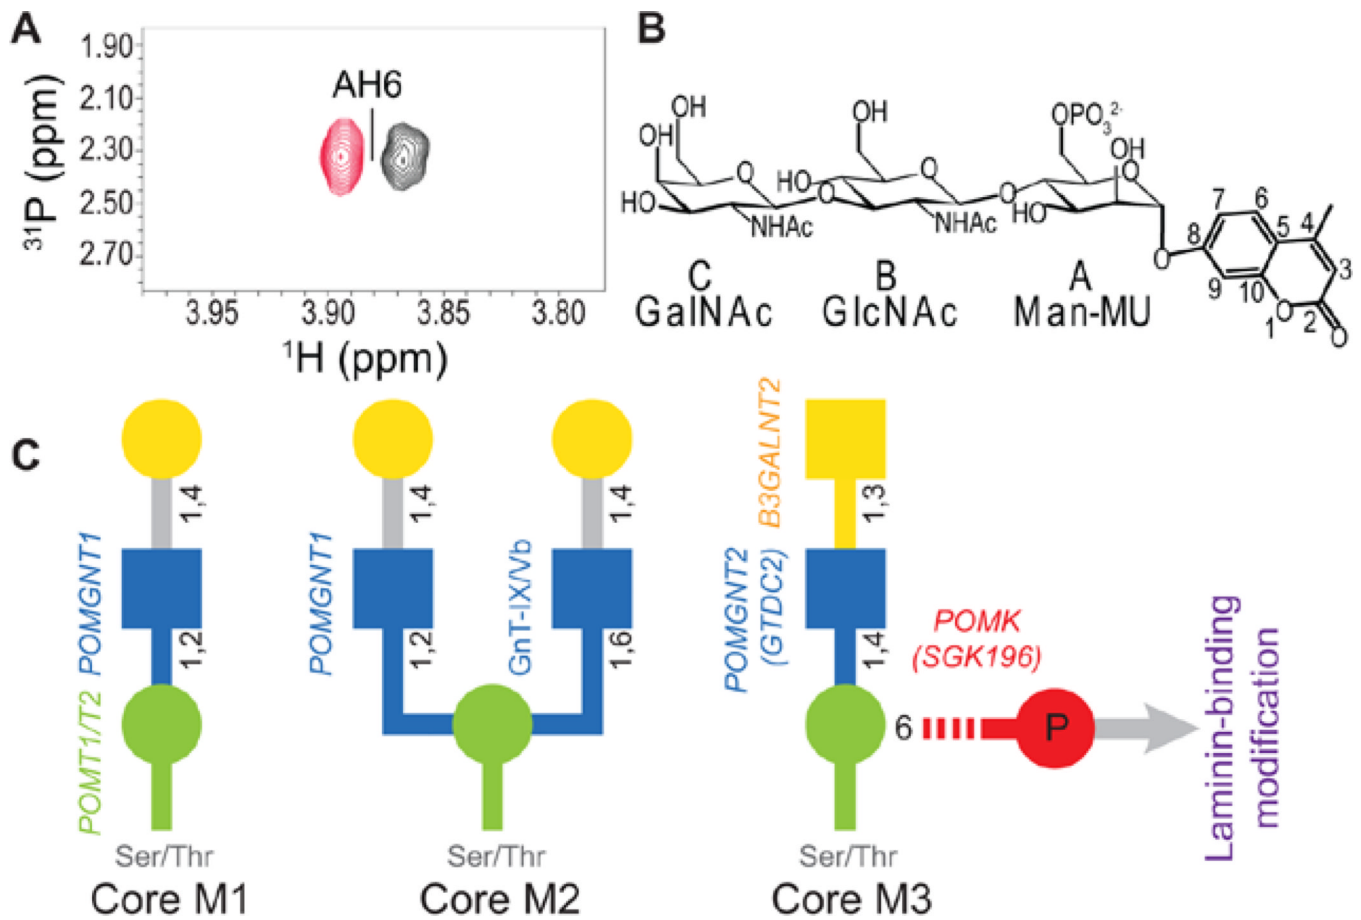 A
1.90
2.10
2.30
2.50
2.70
31P (ppm)
AH6
3.95
3.90
3.85
3.80
1H (ppm)
B
OH
OH
HO
O
NHAc
OH
HO
O
O
NHAc
OPO3 2-
O
OH
HO
O
O
7
6
8
5
4
9
10
3
1
2
O
O
C
B
A
GalNAc
GlcNAc
Man-MU
C
1,4
POMGNT1
1,2
POMT1/T2
Ser/Thr
Core M1
1,4
1,4
POMGNT1
1,2
GnT-IX/Vb
1,6
Ser/Thr
Core M2
B3GALNT2
1,3
POMGNT2
(GTDC2)
1,4
POMK
(SGK196)
6
P
Laminin-binding
modification
Ser/Thr
Core M3